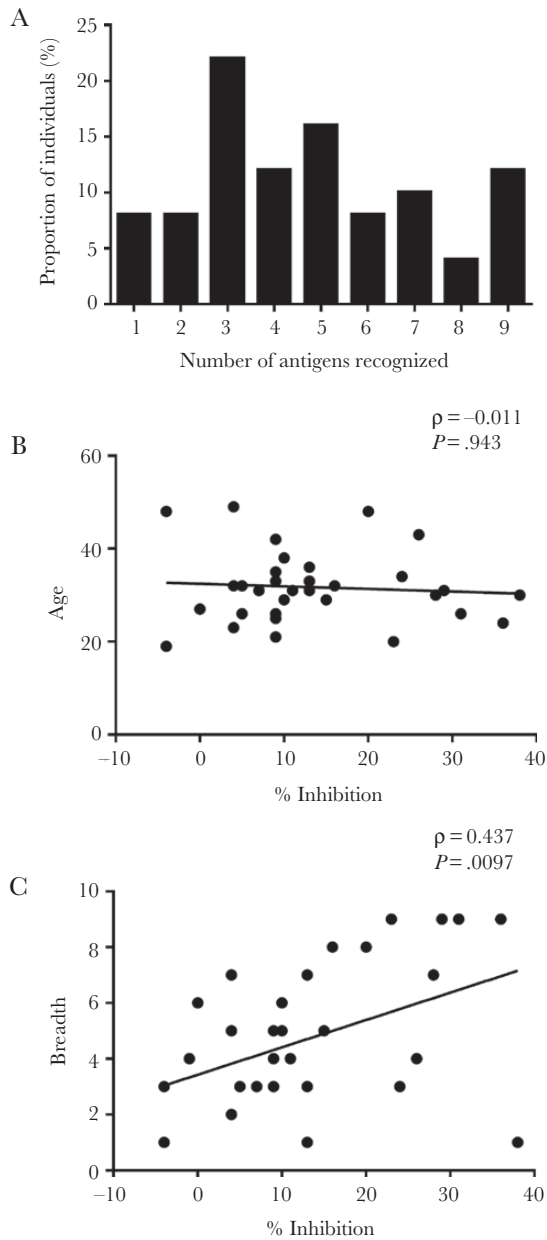 A
25
20
15
10
5
0
Proportion of individuals (%)
1 2 3 4 5 6 7 8 9
Number of antigens recognized
ρ = –0.011
P = .943
B
60
40
20
0
Age
–10 0 10 20 30 40
% Inhibition
ρ = 0.437
P = .0097
C
10
8
6
4
2
0
Breadth
–10 0 10 20 30 40
% Inhibition